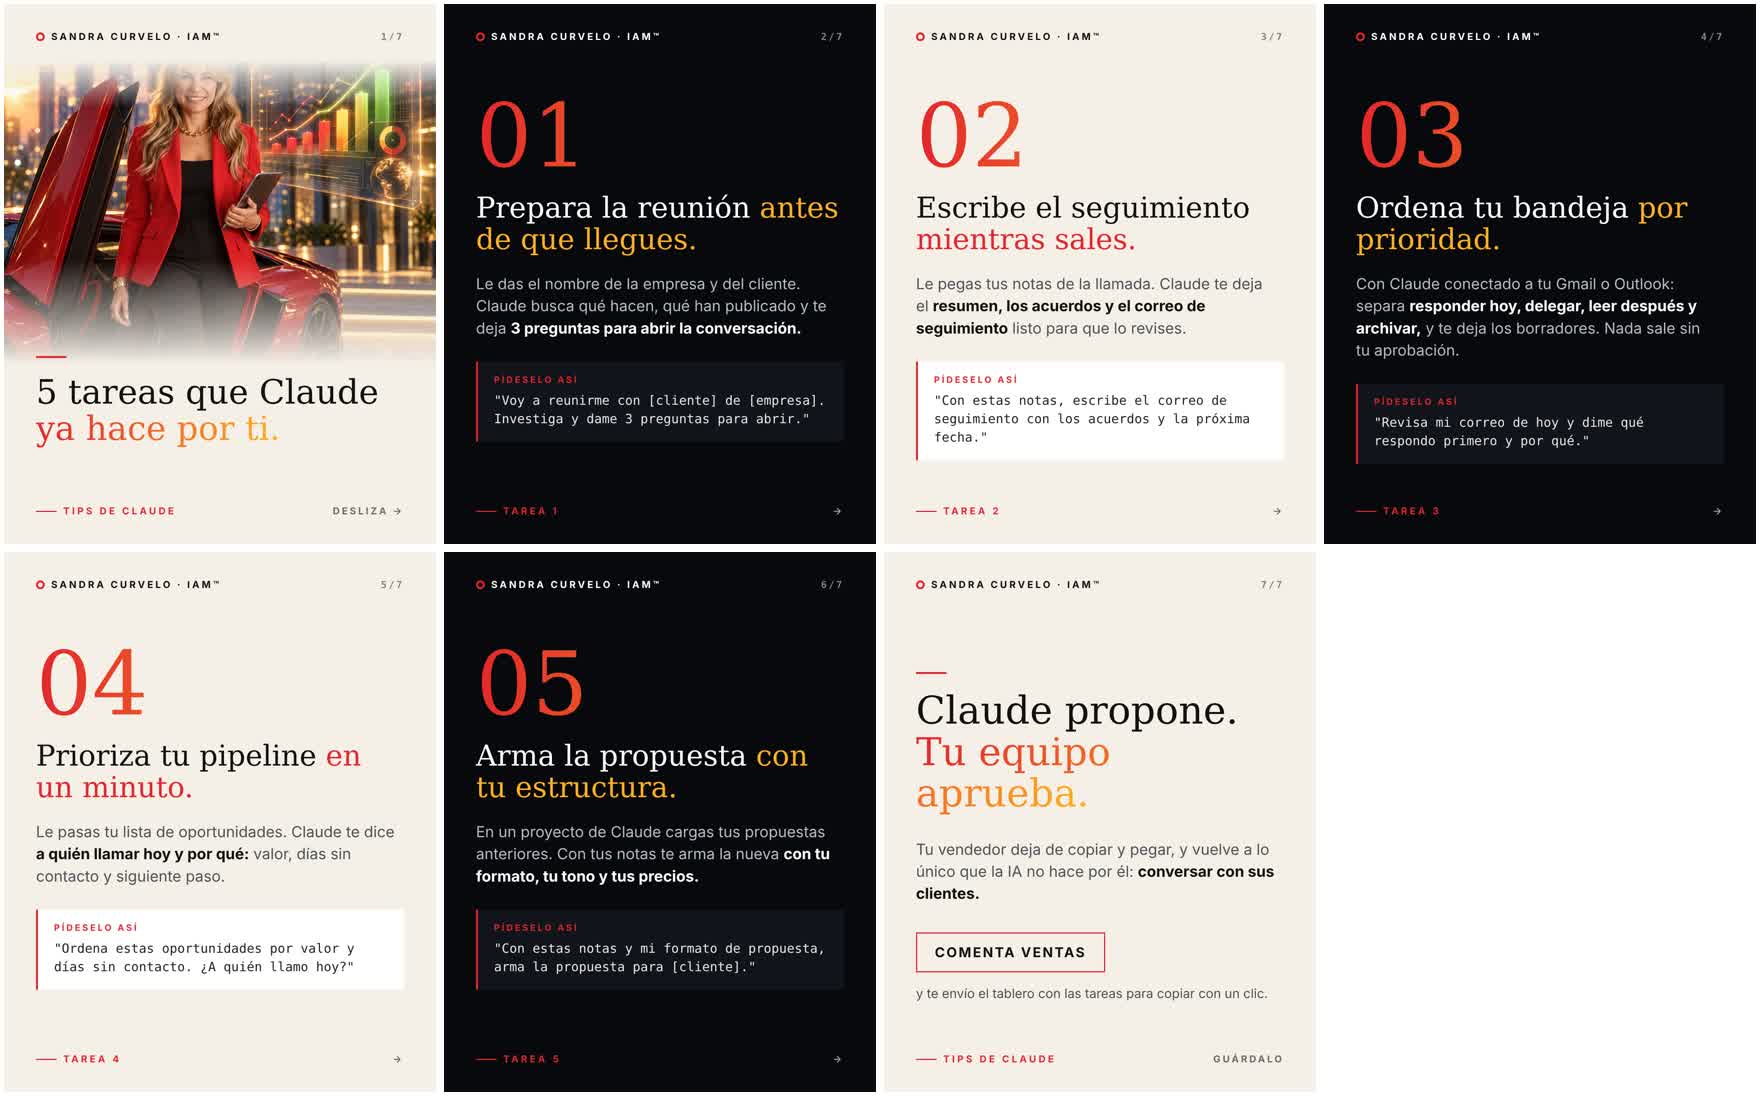 SANDRA CURVELO · IAM™
1/7
5 tareas que Claude
ya hace por ti.
TIPS DE CLAUDE
DESLIZA →
SANDRA CURVELO · IAM™
2/7
01
Prepara la reunión antes
de que llegues.
Le das el nombre de la empresa y del cliente.
Claude busca qué hacen, qué han publicado y te
deja 3 preguntas para abrir la conversación.
PÍDESELO ASÍ
"Voy a reunirme con [cliente] de [empresa].
Investiga y dame 3 preguntas para abrir."
TAREA 1
→
SANDRA CURVELO · IAM™
3/7
02
Escribe el seguimiento
mientras sales.
Le pegas tus notas de la llamada. Claude te deja
el resumen, los acuerdos y el correo de
seguimiento listo para que lo revises.
PÍDESELO ASÍ
"Con estas notas, escribe el correo de
seguimiento con los acuerdos y la próxima
fecha."
TAREA 2
→
SANDRA CURVELO · IAM™
4/7
03
Ordena tu bandeja por
prioridad.
Con Claude conectado a tu Gmail o Outlook:
separa responder hoy, delegar, leer después y
archivar, y te deja los borradores. Nada sale sin
tu aprobación.
PÍDESELO ASÍ
"Revisa mi correo de hoy y dime qué
respondo primero y por qué."
TAREA 3
→
SANDRA CURVELO · IAM™
5/7
04
Prioriza tu pipeline en
un minuto.
Le pasas tu lista de oportunidades. Claude te dice
a quién llamar hoy y por qué: valor, días sin
contacto y siguiente paso.
PÍDESELO ASÍ
"Ordena estas oportunidades por valor y
días sin contacto. ¿A quién llamo hoy?"
TAREA 4
→
SANDRA CURVELO · IAM™
6/7
05
Arma la propuesta con
tu estructura.
En un proyecto de Claude cargas tus propuestas
anteriores. Con tus notas te arma la nueva con tu
formato, tu tono y tus precios.
PÍDESELO ASÍ
"Con estas notas y mi formato de propuesta,
arma la propuesta para [cliente]."
TAREA 5
→
SANDRA CURVELO · IAM™
7/7
Claude propone.
Tu equipo
aprueba.
Tu vendedor deja de copiar y pegar, y vuelve a lo
único que la IA no hace por él: conversar con sus
clientes.
COMENTA VENTAS
y te envío el tablero con las tareas para copiar con un clic.
TIPS DE CLAUDE
GUÁRDALO